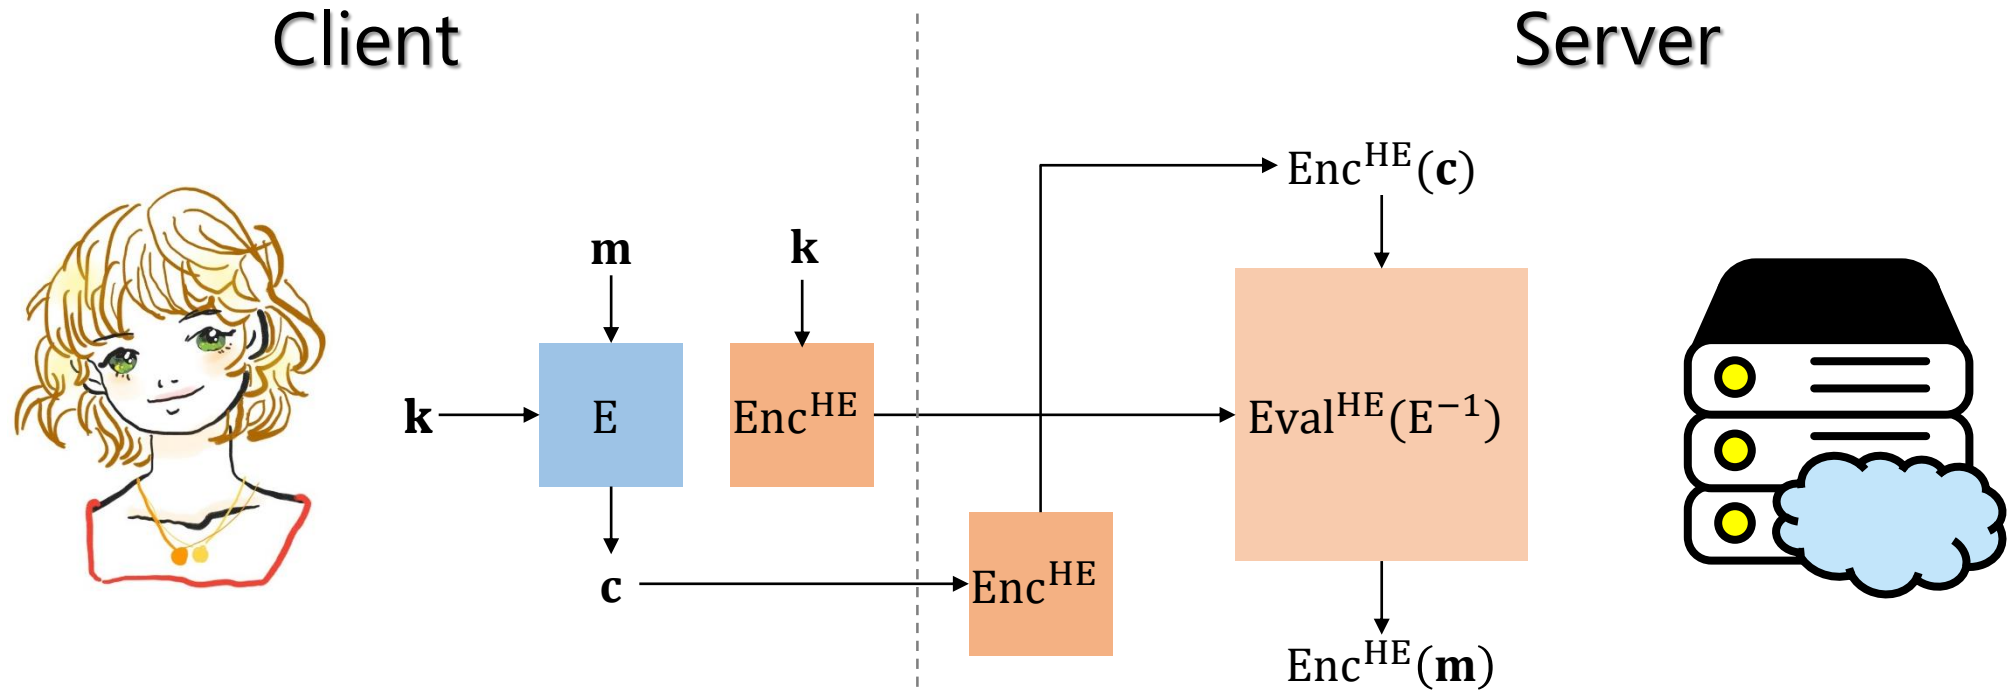 Client
Server
m
k
k
E
Enc^HE
c
Enc^HE
Enc^HE(c)
Eval^HE(E^−1)
Enc^HE(m)